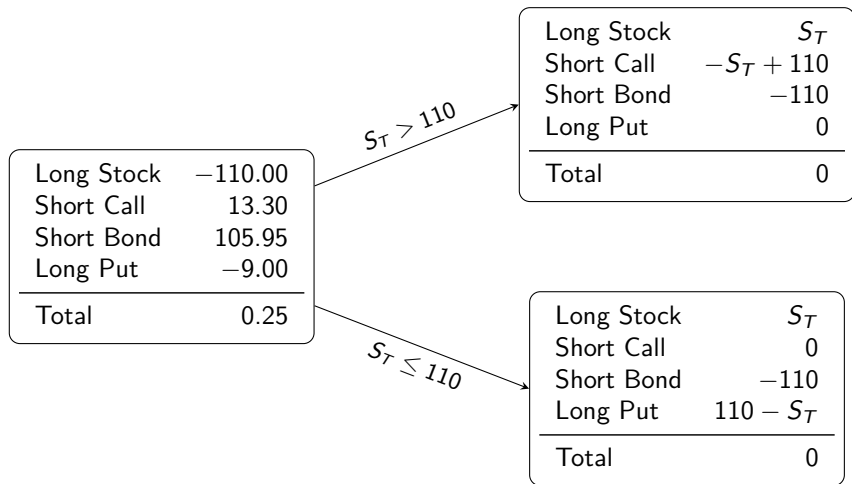 Long Stock −110.00
Short Call 13.30
Short Bond 105.95
Long Put −9.00
Total 0.25
S_T > 110
Long Stock S_T
Short Call −S_T + 110
Short Bond −110
Long Put 0
Total 0
S_T ≤ 110
Long Stock S_T
Short Call 0
Short Bond −110
Long Put 110 − S_T
Total 0